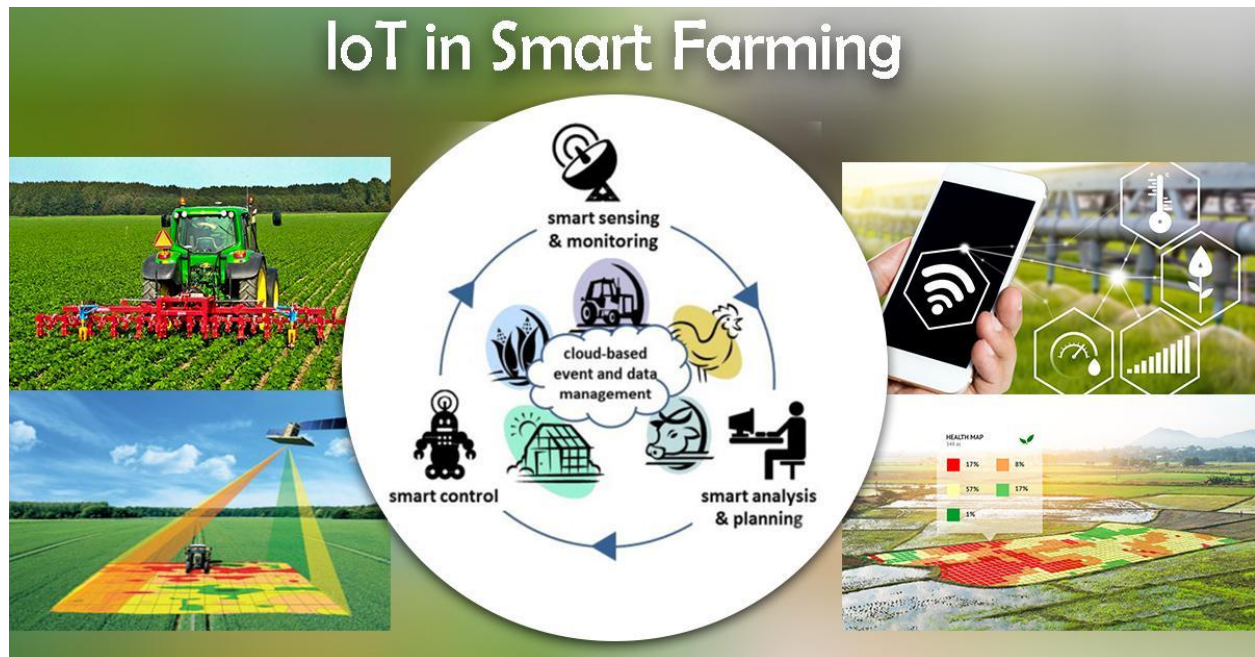 IoT in Smart Farming
smart sensing
& monitoring
cloud-based
event and data
management
smart control
smart analysis
& planning
HEALTH MAP
17%
8%
57%
17%
1%